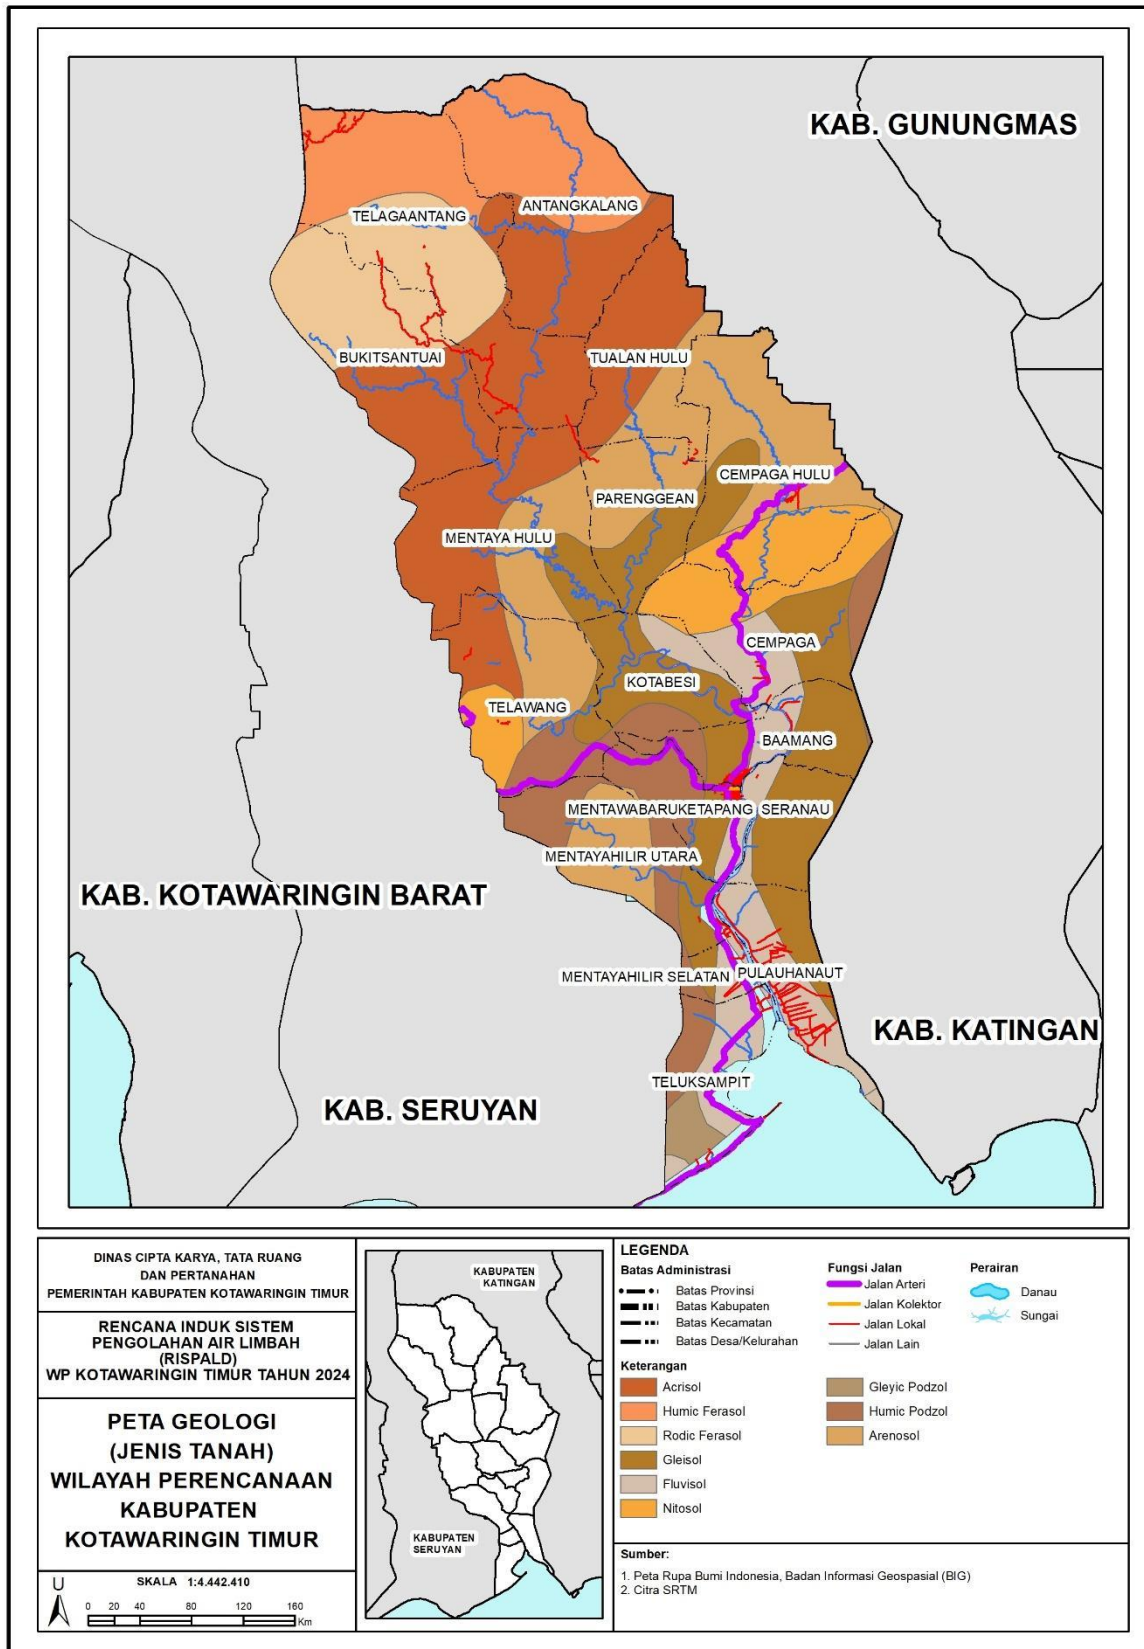 KAB. GUNUNGMAS
ANTANGKALANG
TELAGAANTANG
BUKITSANTUAI
TUALAN HULU
CEMPAGA HULU
PARENGGEAN
MENTAYA HULU
CEMPAGA
KOTABESI
TELAWANG
BAAMANG
MENTAWABARUKETAPANG
SERANAU
MENTAYAHILIR UTARA
KAB. KOTAWARINGIN BARAT
MENTAYAHILIR SELATAN
PULAUHANAUT
KAB. KATINGAN
TELUKSAMPIT
KAB. SERUYAN
DINAS CIPTA KARYA, TATA RUANG
DAN PERTANAHAN
PEMERINTAH KABUPATEN KOTAWARINGIN TIMUR
RENCANA INDUK SISTEM
PENGOLAHAN AIR LIMBAH
(RISPALD)
WP KOTAWARINGIN TIMUR TAHUN 2024
PETA GEOLOGI
(JENIS TANAH)
WILAYAH PERENCANAAN
KABUPATEN
KOTAWARINGIN TIMUR
U
SKALA 1:4.442.410
0 20 40 80 120 160
Km
KABUPATEN
KATINGAN
KABUPATEN
SERUYAN
LEGENDA
Batas Administrasi
Batas Provinsi
Batas Kabupaten
Batas Kecamatan
Batas Desa/Kelurahan
Fungsi Jalan
Jalan Arteri
Jalan Kolektor
Jalan Lokal
Jalan Lain
Perairan
Danau
Sungai
Keterangan
Acrisol
Humic Ferasol
Rodic Ferasol
Gleisol
Fluvisol
Nitosol
Gleyic Podzol
Humic Podzol
Arenosol
Sumber:
1. Peta Rupa Bumi Indonesia, Badan Informasi Geospasial (BIG)
2. Citra SRTM